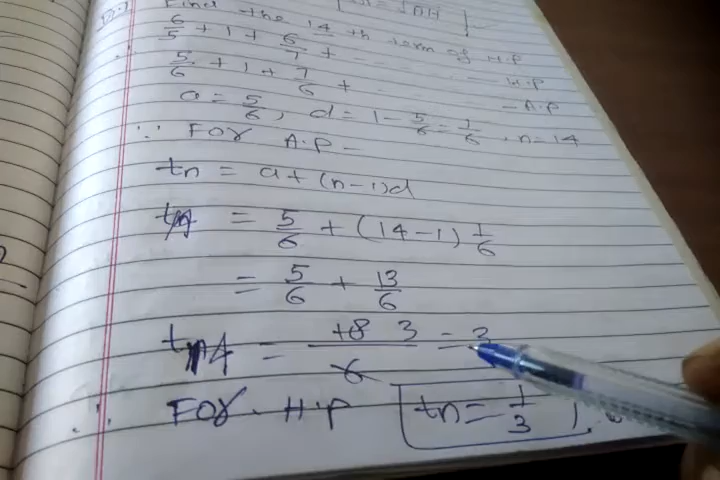 Find the 14th term of H.P
6/5 + 1 + 6/7 + ------ H.P
5/6 + 1 + 7/6 + ------ A.P
a = 5/6, d = 1 - 5/6 = 1/6, n = 14
∵ FOR A.P -
tn = a + (n-1)d
t14 = 5/6 + (14-1) 1/6
= 5/6 + 13/6
t14 = 18 3 / 6 = 3
∴ FOR H.P tn = 1/3